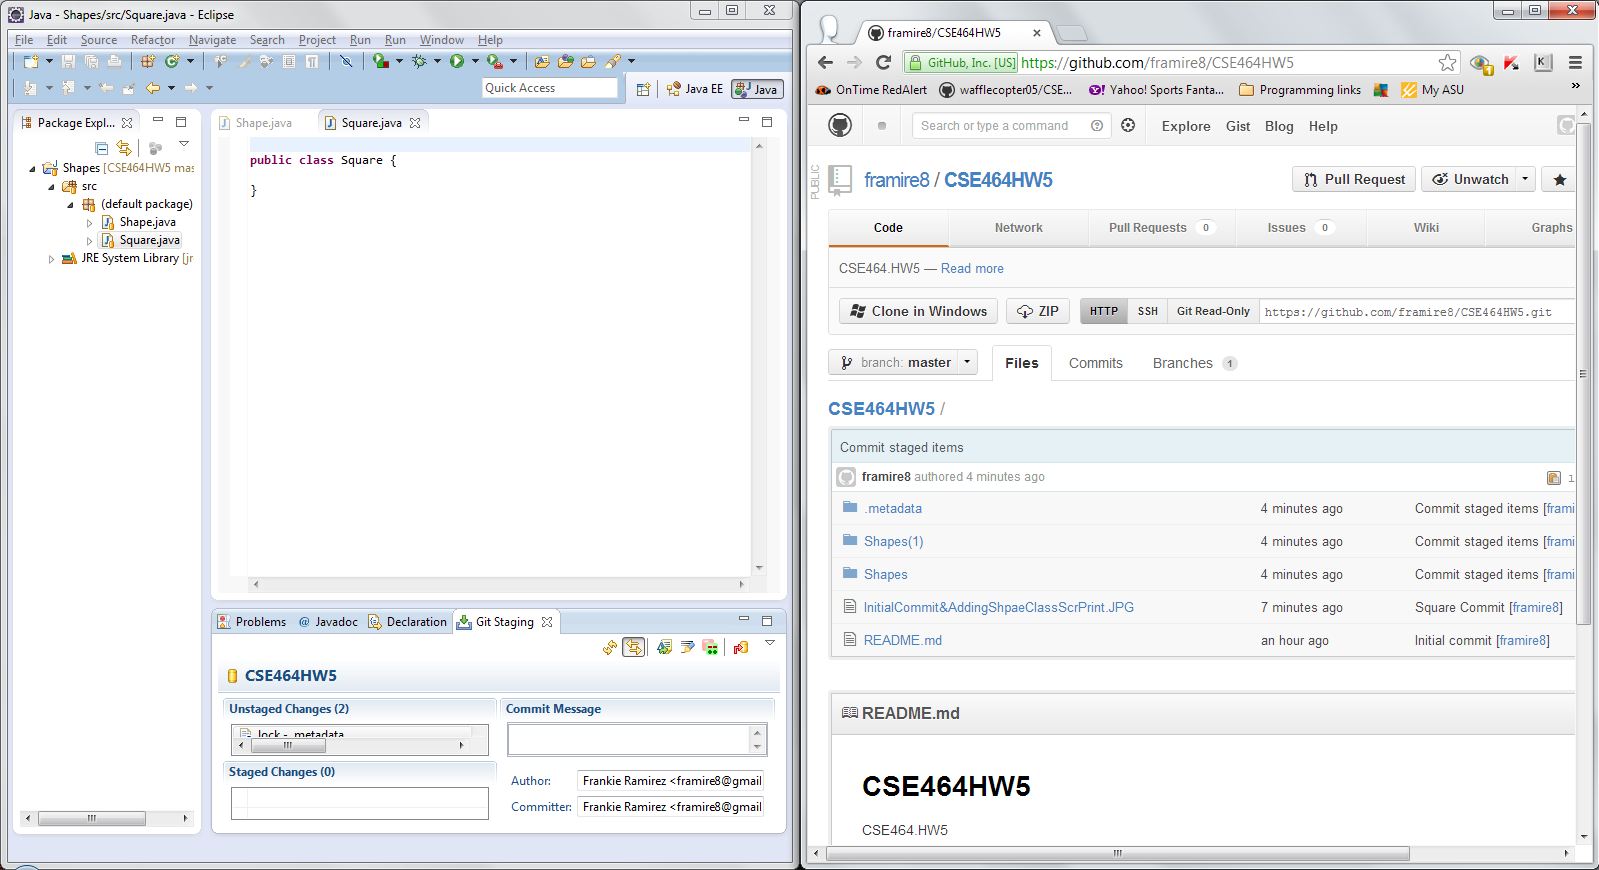 Java - Shapes/src/Square.java - Eclipse
File Edit Source Refactor Navigate Search Project Run Run Window Help
Quick Access
Java EE
Java
Package Expl...
Shapes [CSE464HW5 mas
src
(default package)
Shape.java
Square.java
JRE System Library [jr
Shape.java
Square.java
public class Square {
}
Problems
@ Javadoc
Declaration
Git Staging
CSE464HW5
Unstaged Changes (2)
.lock - .metadata
Staged Changes (0)
Commit Message
Author:
Frankie Ramirez <framire8@gmail
Committer:
Frankie Ramirez <framire8@gmail
framire8/CSE464HW5
GitHub, Inc. [US]
https://github.com/framire8/CSE464HW5
OnTime RedAlert
wafflecopter05/CSE...
Yahoo! Sports Fanta...
Programming links
My ASU
»
Search or type a command
Explore Gist Blog Help
PUBLIC
framire8 / CSE464HW5
Pull Request
Unwatch
Code
Network
Pull Requests 0
Issues 0
Wiki
Graphs
CSE464.HW5 — Read more
Clone in Windows
ZIP
HTTP
SSH
Git Read-Only
https://github.com/framire8/CSE464HW5.git
branch: master
Files
Commits
Branches 1
CSE464HW5 /
Commit staged items
framire8 authored 4 minutes ago
1
.metadata 4 minutes ago Commit staged items [frami
Shapes(1) 4 minutes ago Commit staged items [frami
Shapes 4 minutes ago Commit staged items [frami
InitialCommit&AddingShpaeClassScrPrint.JPG 7 minutes ago Square Commit [framire8]
README.md an hour ago Initial commit [framire8]
README.md
CSE464HW5
CSE464.HW5